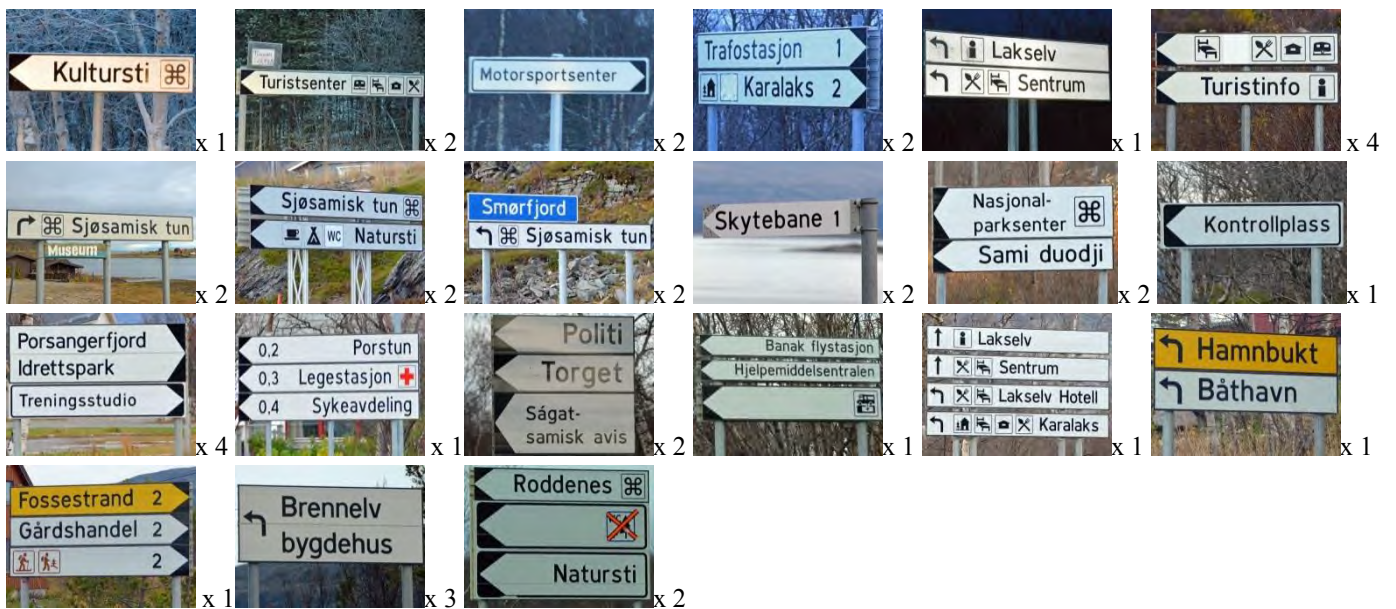 Kultursti
x 1
Turistsenter
x 2
Motorsportsenter
x 2
Trafostasjon 1
Karalaks 2
x 2
Lakselv
Sentrum
x 1
Turistinfo
x 4
Sjøsamisk tun
Museum
x 2
Sjøsamisk tun
WC Natursti
x 2
Smørfjord
Sjøsamisk tun
x 2
Skytebane 1
x 2
Nasjonal-
parksenter
Sami duodji
x 2
Kontrollplass
x 1
Porsangerfjord
Idrettspark
Treningsstudio
x 4
0,2 Porstun
0,3 Legestasjon
0,4 Sykeavdeling
x 1
Politi
Torget
Ságat-
samisk avis
x 2
Banak flystasjon
Hjelpemiddelsentralen
x 1
Lakselv
Sentrum
Lakselv Hotell
Karalaks
x 1
Hamnbukt
Båthavn
x 1
Fossestrand 2
Gårdshandel 2
2
x 1
Brennelv
bygdehus
x 3
Roddenes
Natursti
x 2